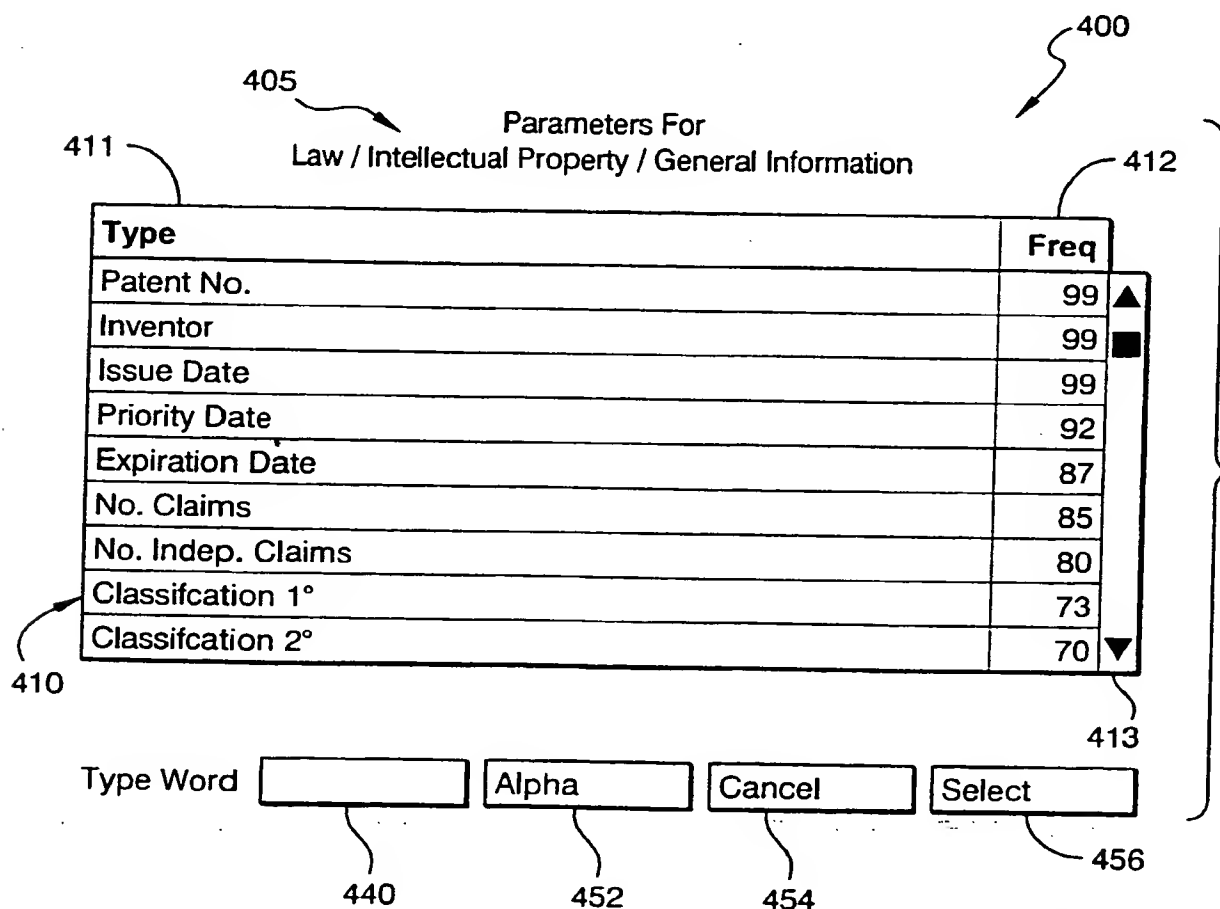 400
405
Parameters For
411
Law / Intellectual Property / General Information
412
Type Freq
Patent No. 99
Inventor 99
Issue Date 99
Priority Date 92
Expiration Date 87
No. Claims 85
No. Indep. Claims 80
Classifcation 1° 73
Classifcation 2° 70
410
413
Type Word Alpha Cancel Select
440 452 454 456